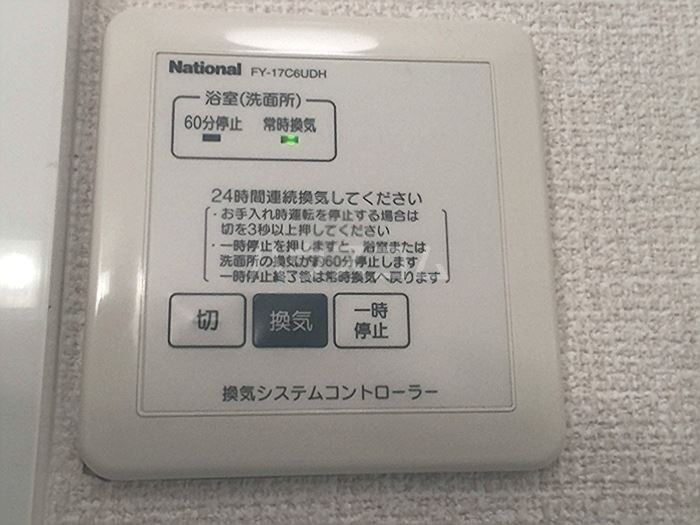 National FY-17C6UDH
浴室(洗面所)
60分停止 常時換気
24時間連続換気してください
・お手入れ時運転を停止する場合は
切を3秒以上押してください
・一時停止を押しますと、浴室または
洗面所の換気が約60分停止します
一時停止終了後は常時換気へ戻ります
切 換気 一時
停止
換気システムコントローラー